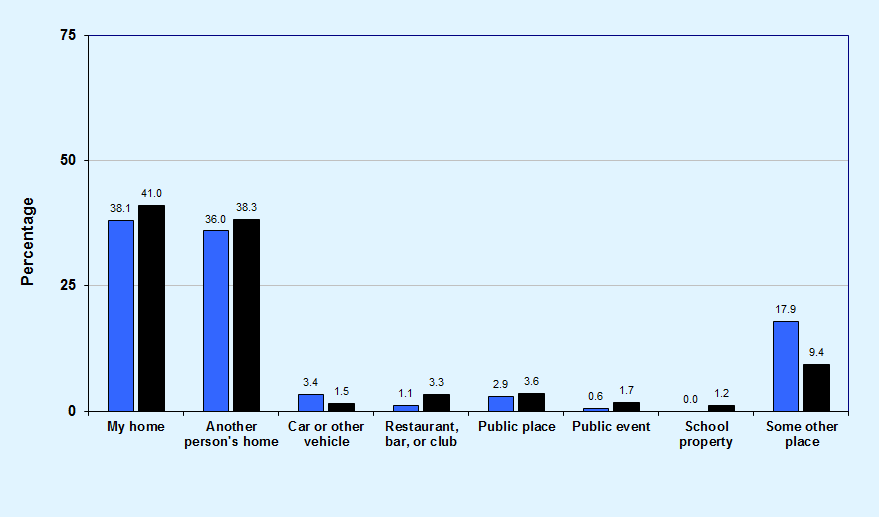 75
50
25
0
Percentage
38.1
41.0
36.0
38.3
3.4
1.5
1.1
3.3
2.9
3.6
0.6
1.7
0.0
1.2
17.9
9.4
My home
Another
person's home
Car or other
vehicle
Restaurant,
bar, or club
Public place
Public event
School
property
Some other
place